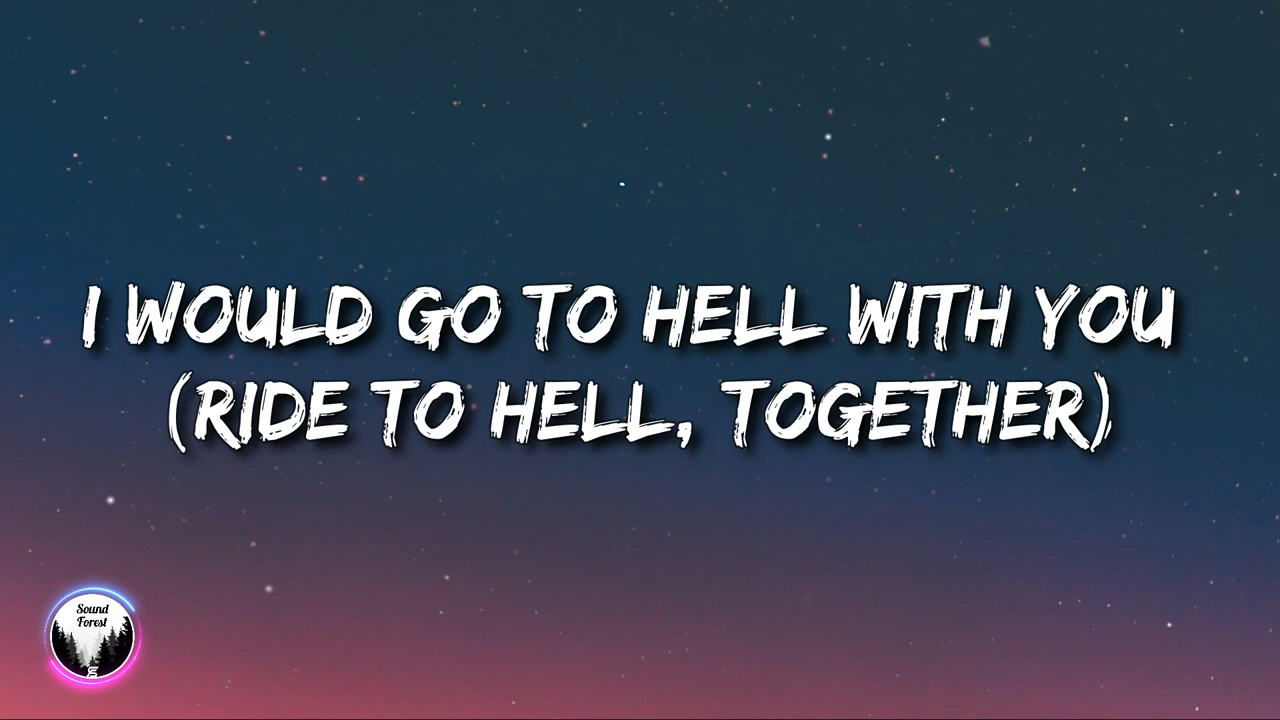 I WOULD GO TO HELL WITH YOU
(RIDE TO HELL, TOGETHER)
Sound
Forest